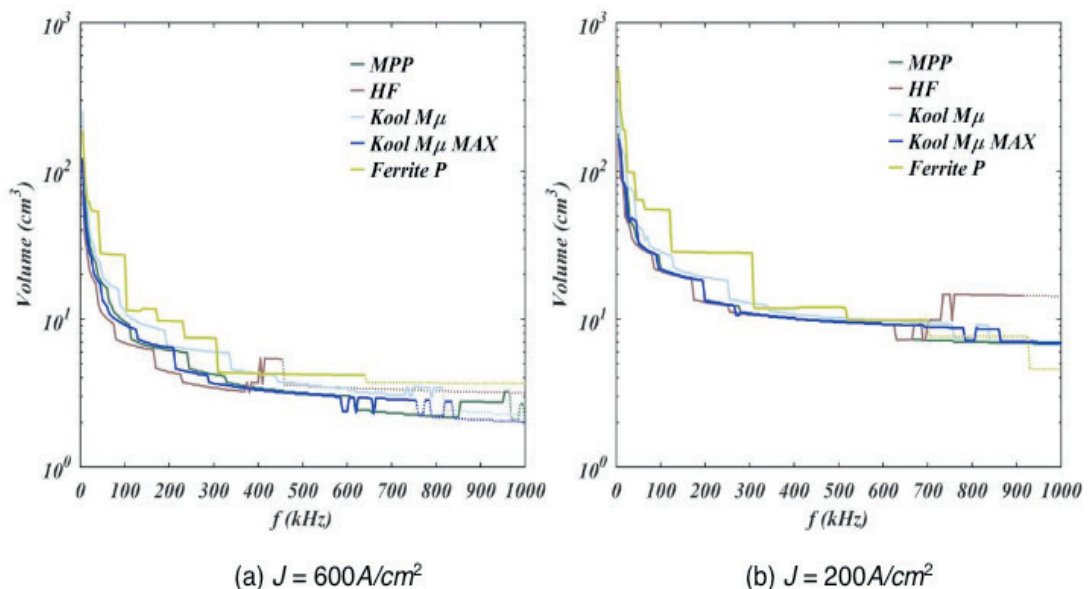 10³
10²
10¹
10⁰
Volume (cm³)
MPP
HF
Kool Mμ
Kool Mμ MAX
Ferrite P
0 100 200 300 400 500 600 700 800 900 1000
f (kHz)
(a) J = 600A/cm²
10³
10²
10¹
10⁰
Volume (cm³)
MPP
HF
Kool Mμ
Kool Mμ MAX
Ferrite P
0 100 200 300 400 500 600 700 800 900 1000
f (kHz)
(b) J = 200A/cm²